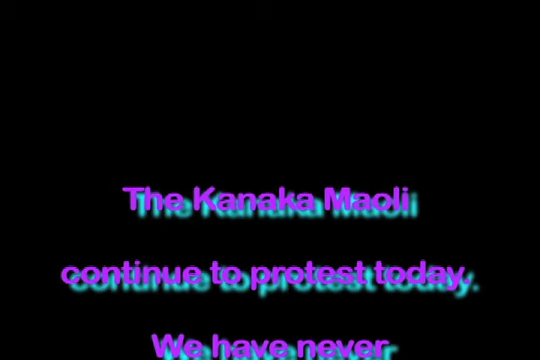 The Kanaka Maoli
continue to protest today.
We have never